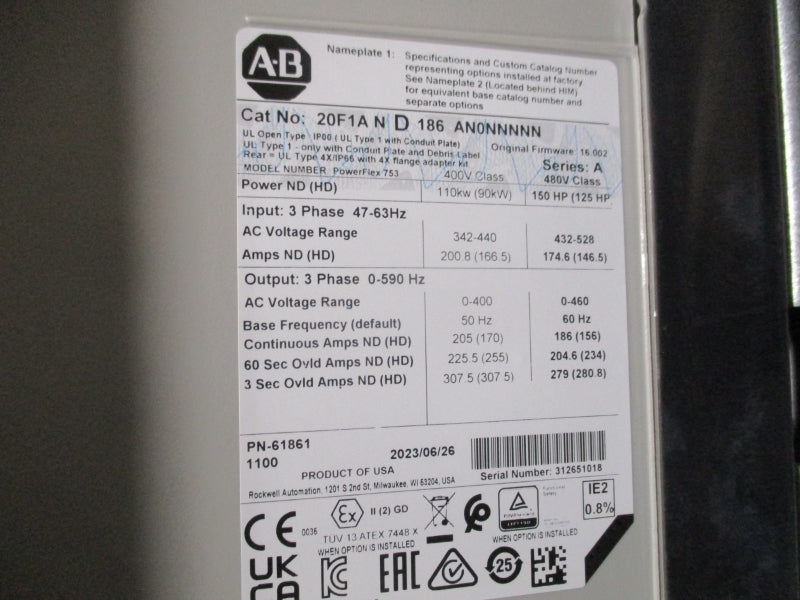 A-B
Nameplate 1: Specifications and Custom Catalog Number
representing options installed at factory
See Nameplate 2 (Located behind HIM)
for equivalent base catalog number and
separate options
Cat No: 20F1A N D 186 AN0NNNNN
UL Open Type IP00 ( UL Type 1 with Conduit Plate) Original Firmware: 16.002
UL Type 1 - only with Conduit Plate and Debris Label
Rear = UL Type 4X/IP66 with 4X flange adapter kit Series: A
MODEL NUMBER PowerFlex 753 400V Class 480V Class
Power ND (HD) 110kw (90kW) 150 HP (125 HP
Input: 3 Phase 47-63Hz
AC Voltage Range 342-440 432-528
Amps ND (HD) 200.8 (166.5) 174.6 (146.5)
Output: 3 Phase 0-590 Hz
AC Voltage Range 0-400 0-460
Base Frequency (default) 50 Hz 60 Hz
Continuous Amps ND (HD) 205 (170) 186 (156)
60 Sec Ovld Amps ND (HD) 225.5 (255) 204.6 (234)
3 Sec Ovld Amps ND (HD) 307.5 (307.5) 279 (280.8)
PN-61861
1100
2023/06/26
PRODUCT OF USA
Serial Number: 312651018
Rockwell Automation, 1201 S 2nd St, Milwaukee, WI 53204, USA
CE 0035 Ex II (2) GD
TUV 13 ATEX 7448 X
WHEN OPTION IS INSTALLED
Functional
Safety
WHEN OPTION IS INSTALLED
IE2
0.8%
UK
CA
EAC
25